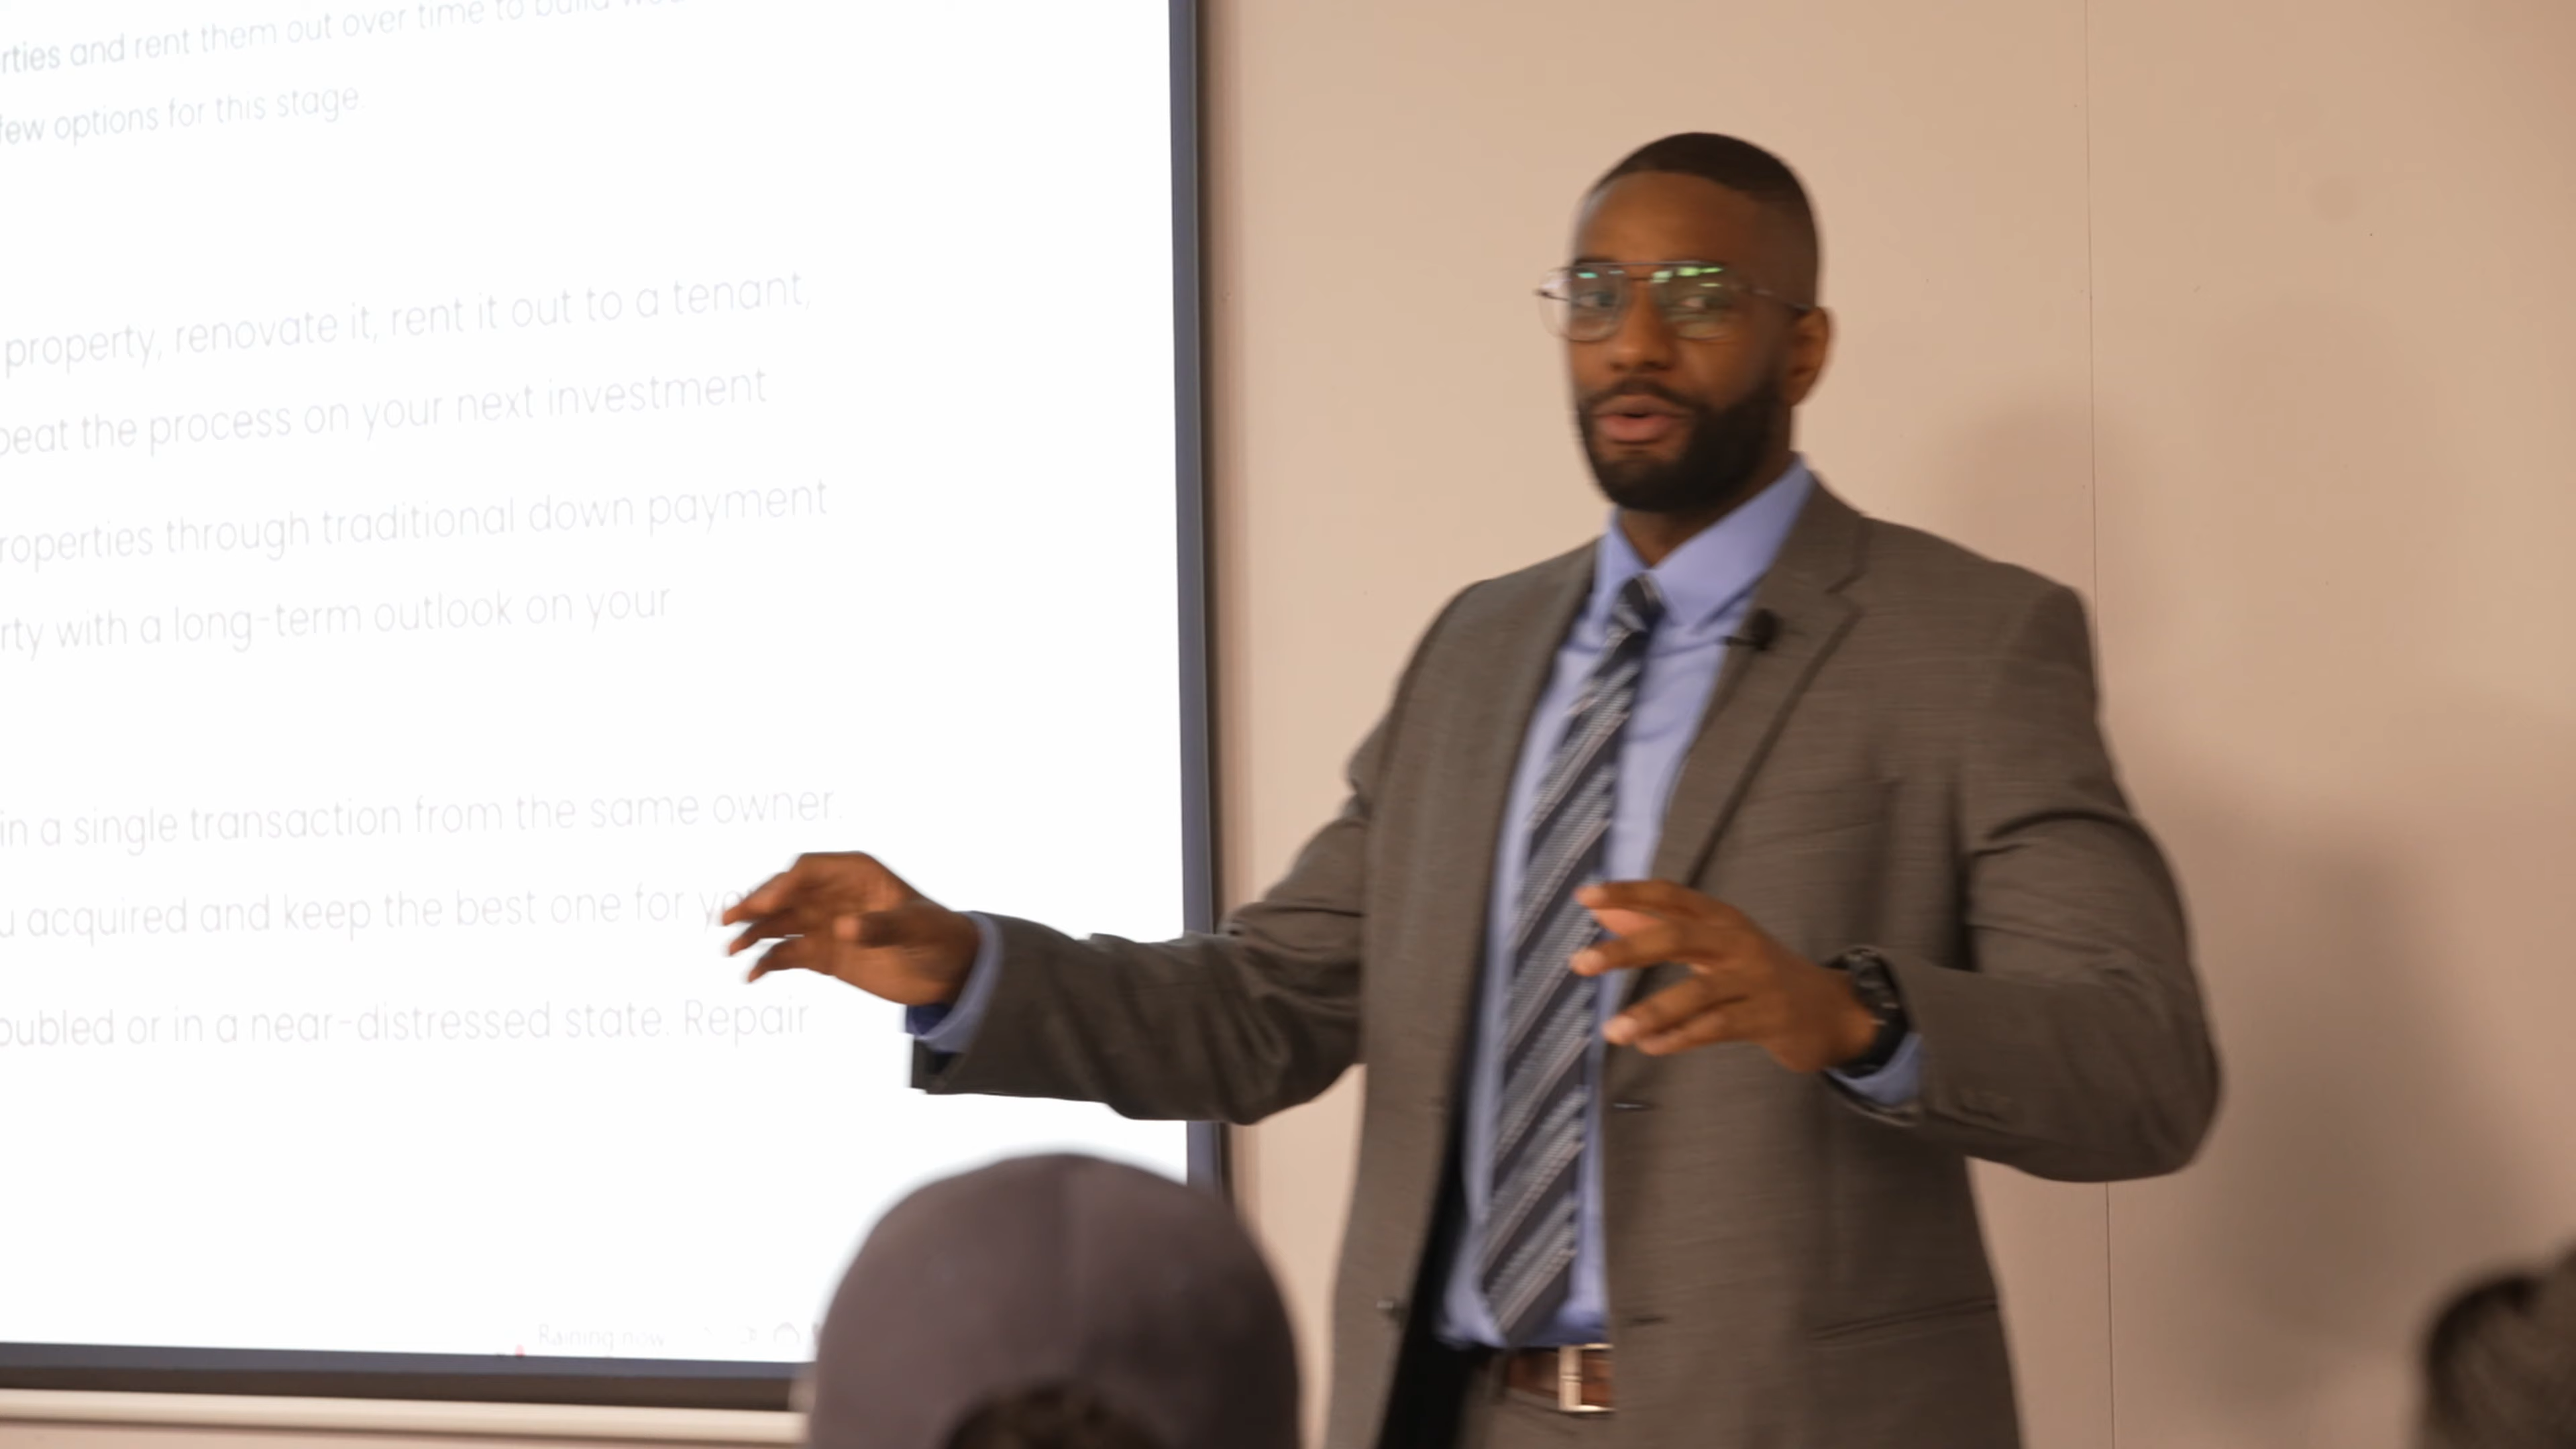 rties and rent them out over time to build
few options for this stage.
property, renovate it, rent it out to a tenant,
peat the process on your next investment
roperties through traditional down payment
rty with a long-term outlook on your
in a single transaction from the same owner.
u acquired and keep the best one for yo
oubled or in a near-distressed state. Repair
Raining now